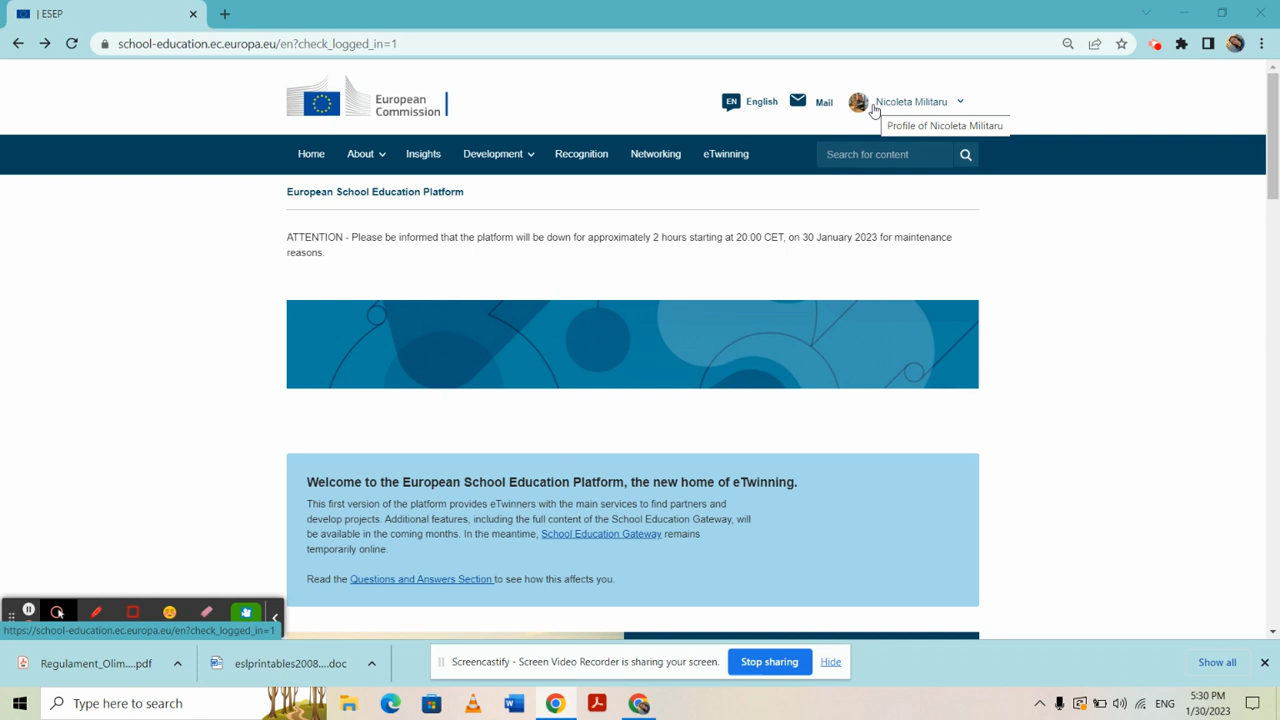 | ESEP
school-education.ec.europa.eu/en?check_logged_in=1
European
Commission
EN English Mail Nicoleta Militaru
Profile of Nicoleta Militaru
Home About Insights Development Recognition Networking eTwinning Search for content
European School Education Platform
ATTENTION - Please be informed that the platform will be down for approximately 2 hours starting at 20:00 CET, on 30 January 2023 for maintenance
reasons.
Welcome to the European School Education Platform, the new home of eTwinning.
This first version of the platform provides eTwinners with the main services to find partners and
develop projects. Additional features, including the full content of the School Education Gateway, will
be available in the coming months. In the meantime, School Education Gateway remains
temporarily online.
Read the Questions and Answers Section to see how this affects you.
https://school-education.ec.europa.eu/en?check_logged_in=1
Regulament_Olim....pdf eslprintables2008....doc Screencastify - Screen Video Recorder is sharing your screen. Stop sharing Hide Show all
Type here to search ENG 5:30 PM
1/30/2023